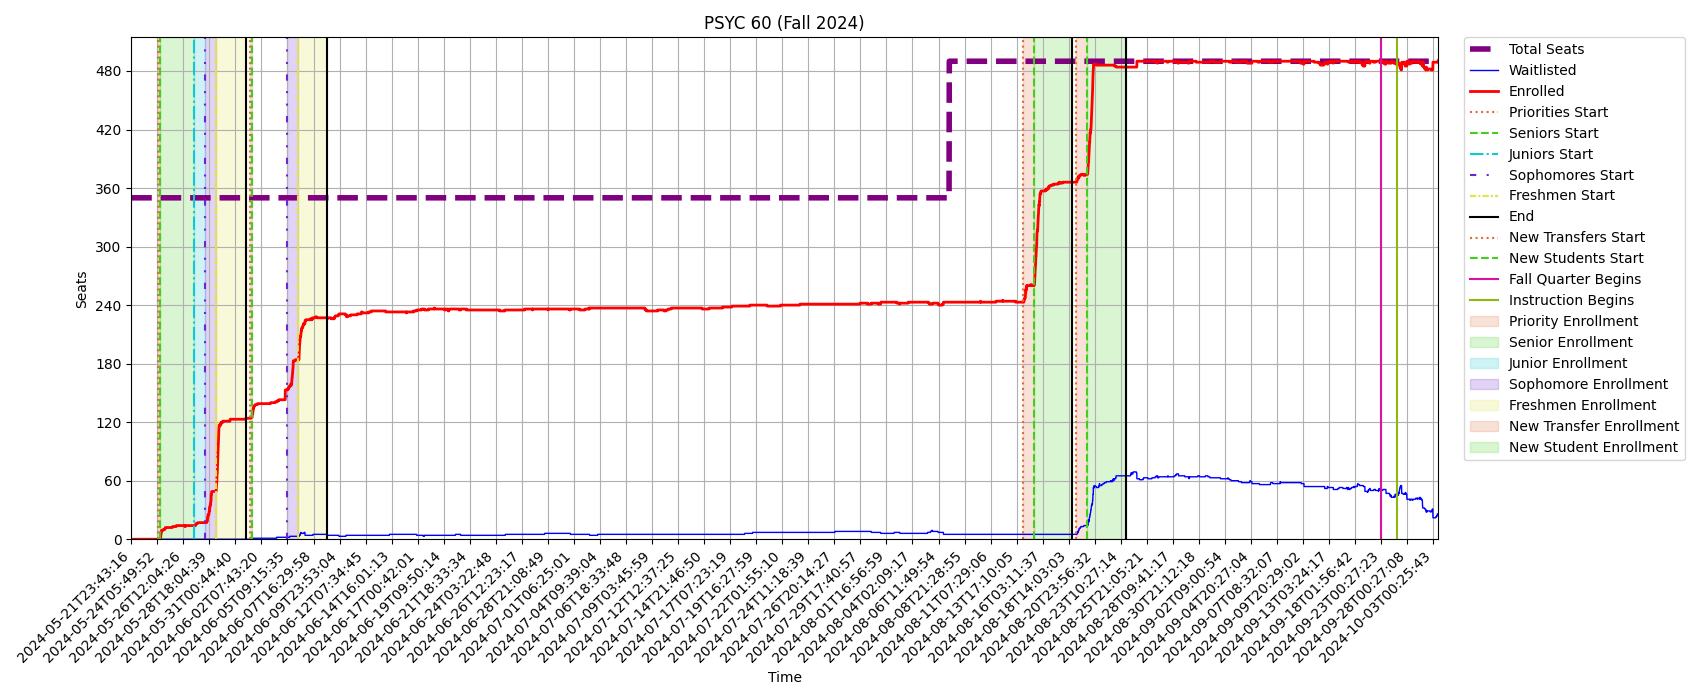 PSYC 60 (Fall 2024)
Seats
480
420
360
300
240
180
120
60
0
2024-05-21T23:43:16
2024-05-24T05:49:52
2024-05-26T12:04:26
2024-05-28T18:04:39
2024-05-31T00:44:40
2024-06-02T07:43:20
2024-06-05T09:15:35
2024-06-07T16:29:58
2024-06-09T23:53:04
2024-06-12T07:34:45
2024-06-14T16:01:13
2024-06-17T00:42:01
2024-06-19T09:50:14
2024-06-21T18:33:34
2024-06-24T03:22:48
2024-06-26T12:23:17
2024-06-28T21:08:49
2024-07-01T06:25:01
2024-07-04T09:39:04
2024-07-06T18:33:48
2024-07-09T03:45:59
2024-07-12T12:37:25
2024-07-14T21:46:50
2024-07-17T07:23:19
2024-07-19T16:27:59
2024-07-22T01:55:10
2024-07-24T11:18:39
2024-07-26T20:14:27
2024-07-29T17:40:57
2024-08-01T16:56:59
2024-08-04T02:09:17
2024-08-06T11:49:54
2024-08-08T21:28:55
2024-08-11T07:29:06
2024-08-13T17:10:05
2024-08-16T03:11:37
2024-08-18T14:03:03
2024-08-20T23:56:32
2024-08-23T10:27:14
2024-08-25T21:05:21
2024-08-28T09:41:17
2024-08-30T21:12:18
2024-09-02T09:00:54
2024-09-04T20:27:04
2024-09-07T08:32:07
2024-09-09T20:29:02
2024-09-13T03:24:17
2024-09-18T01:56:42
2024-09-23T00:27:23
2024-09-28T00:27:08
2024-10-03T00:25:43
Time
Total Seats
Waitlisted
Enrolled
Priorities Start
Seniors Start
Juniors Start
Sophomores Start
Freshmen Start
End
New Transfers Start
New Students Start
Fall Quarter Begins
Instruction Begins
Priority Enrollment
Senior Enrollment
Junior Enrollment
Sophomore Enrollment
Freshmen Enrollment
New Transfer Enrollment
New Student Enrollment